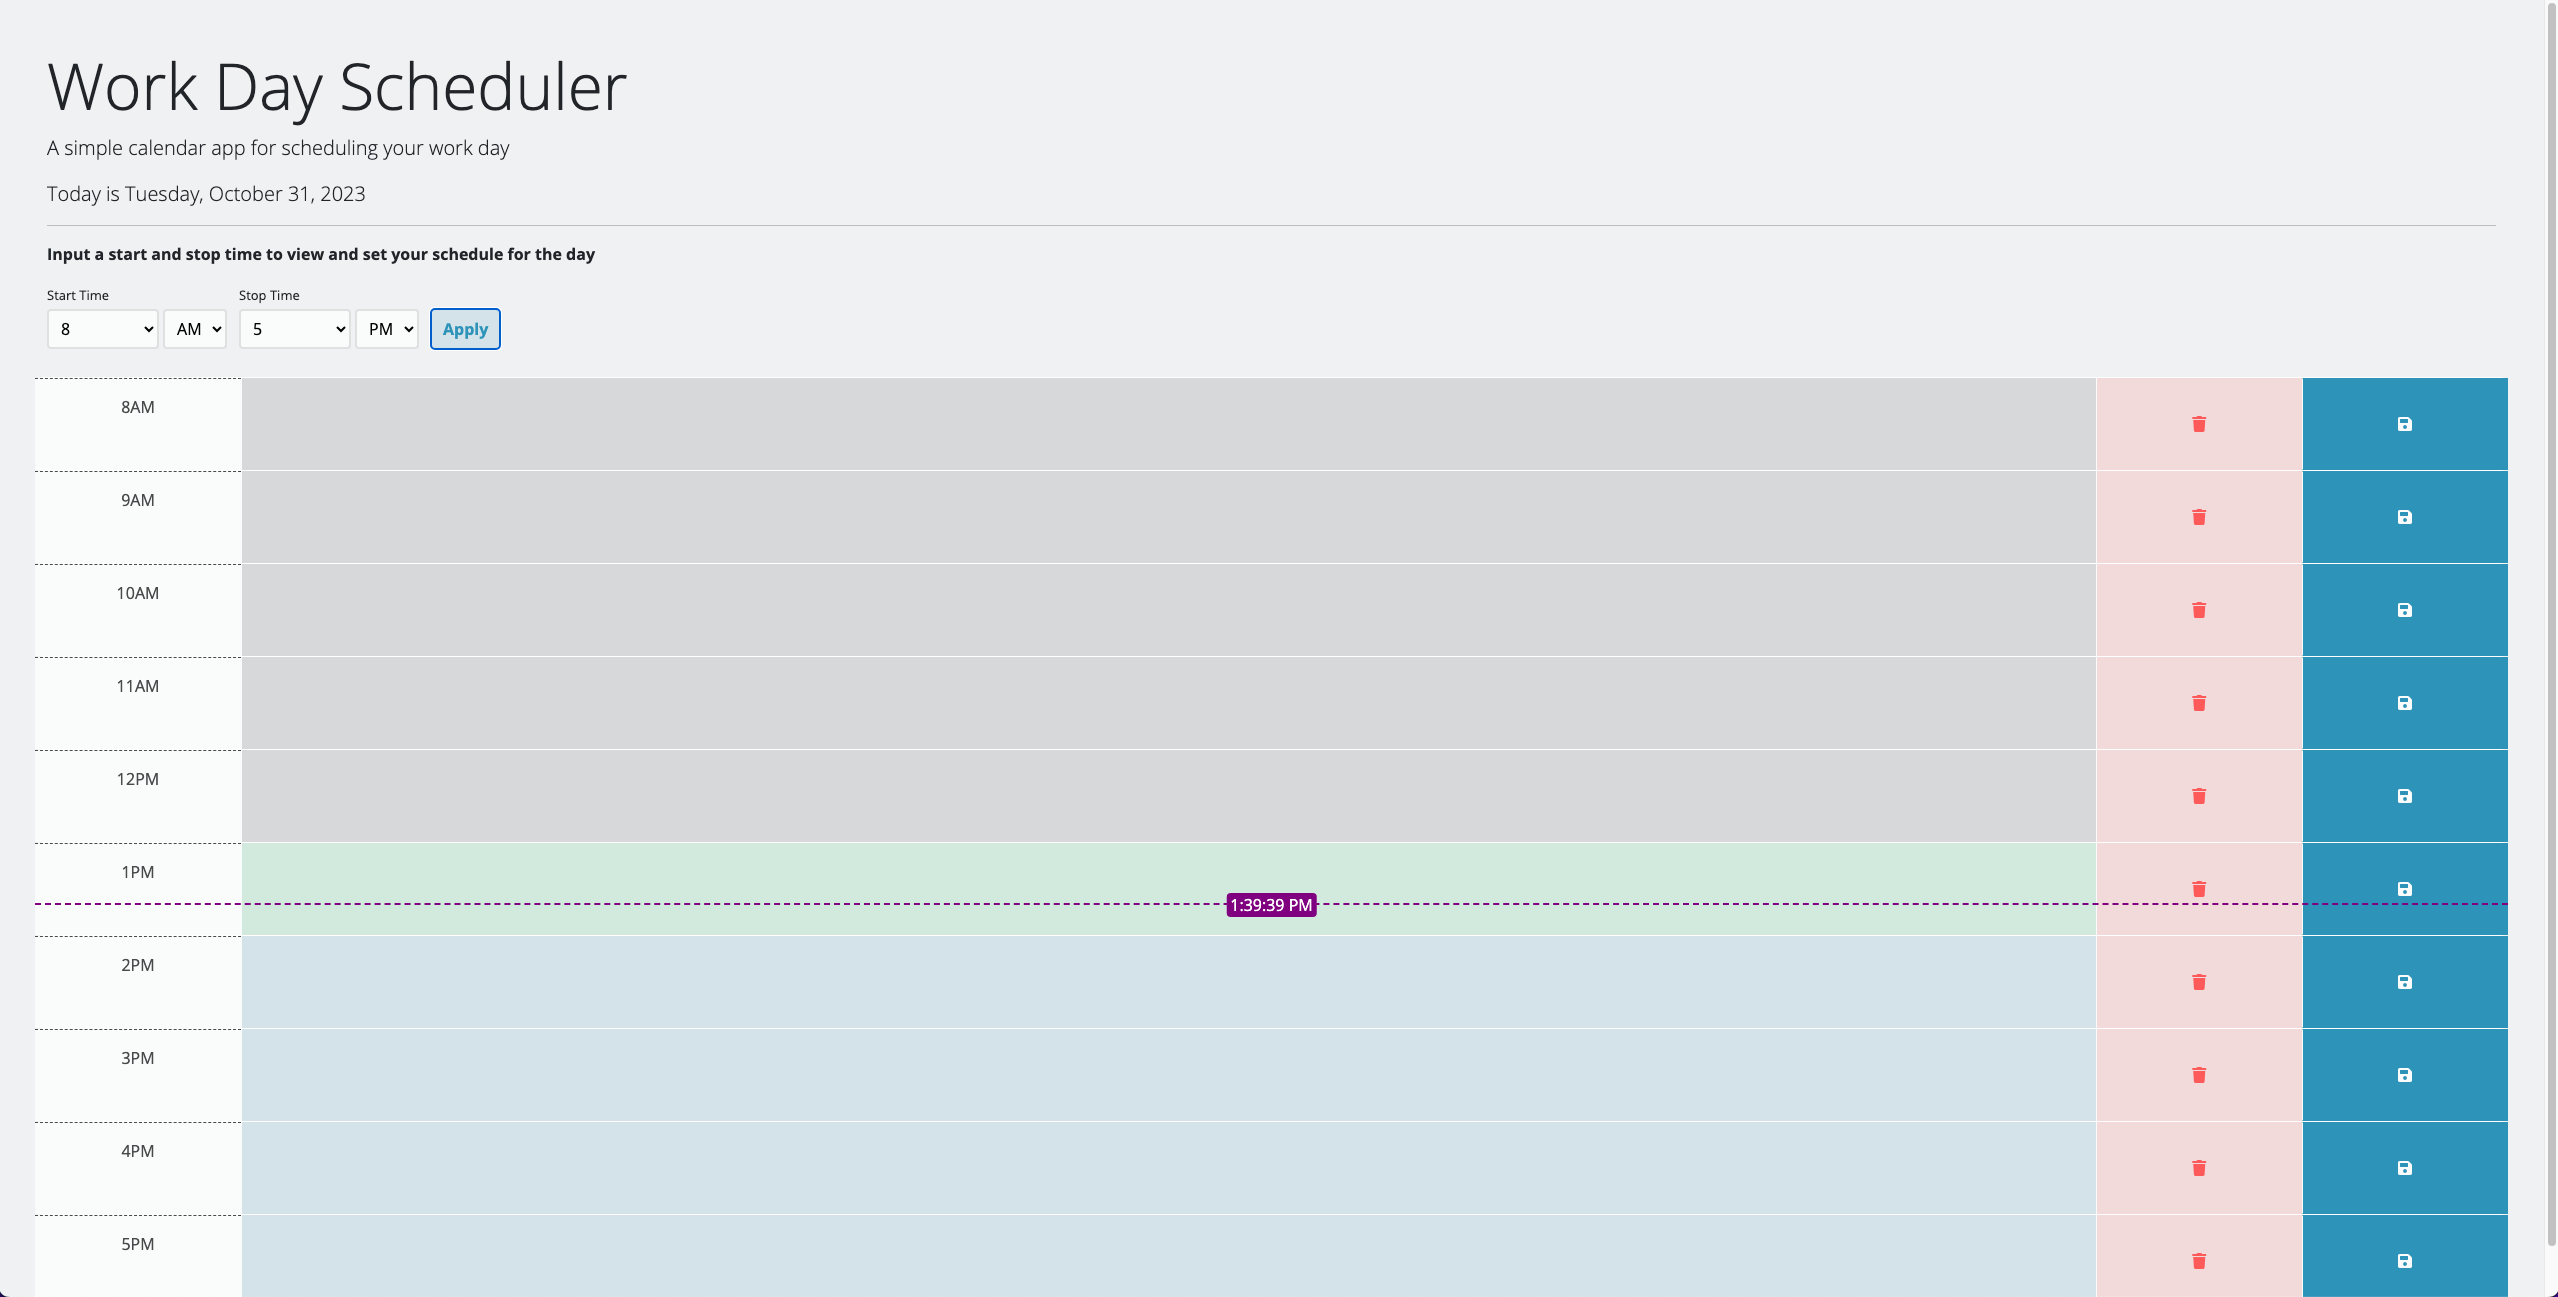 Work Day Scheduler
A simple calendar app for scheduling your work day
Today is Tuesday, October 31, 2023
Input a start and stop time to view and set your schedule for the day
Start Time Stop Time
8 AM 5 PM Apply
8AM
9AM
10AM
11AM
12PM
1PM
1:39:39 PM
2PM
3PM
4PM
5PM